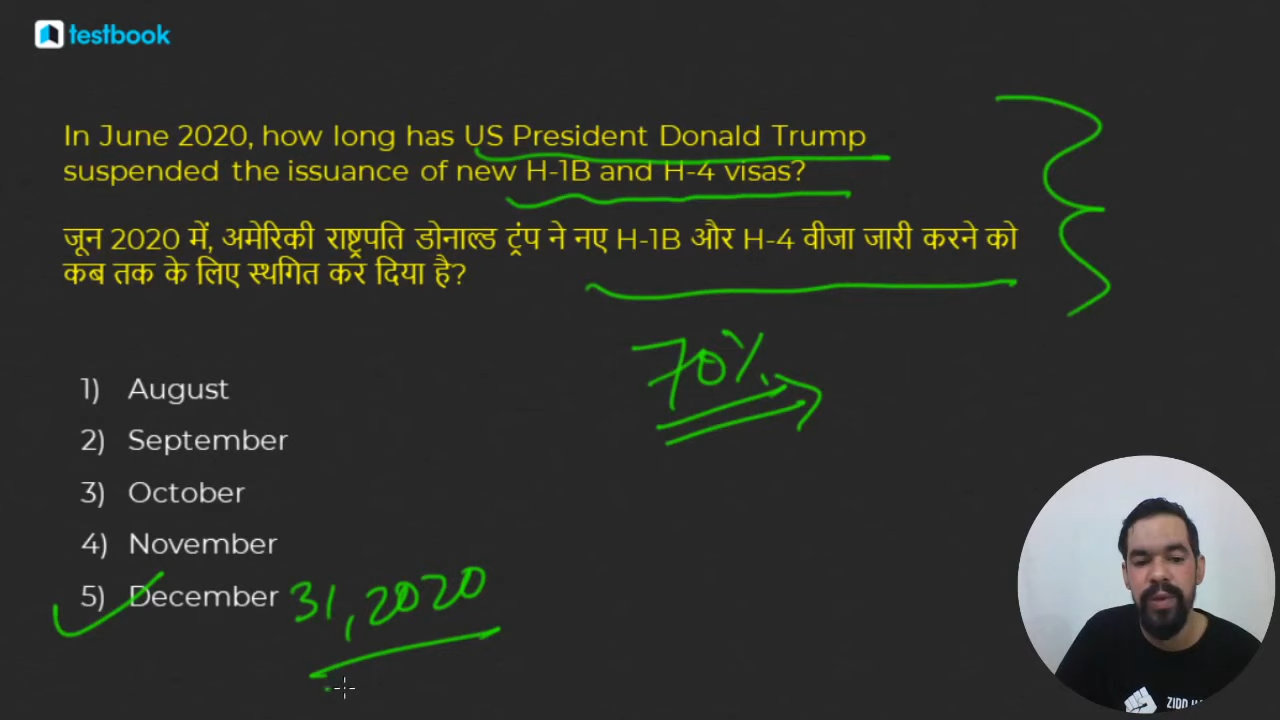 testbook
In June 2020, how long has US President Donald Trump
suspended the issuance of new H-1B and H-4 visas?
जून 2020 में, अमेरिकी राष्ट्रपति डोनाल्ड ट्रंप ने नए H-1B और H-4 वीजा जारी करने को
कब तक के लिए स्थगित कर दिया है?
70%
1) August
2) September
3) October
4) November
5) December 31, 2020